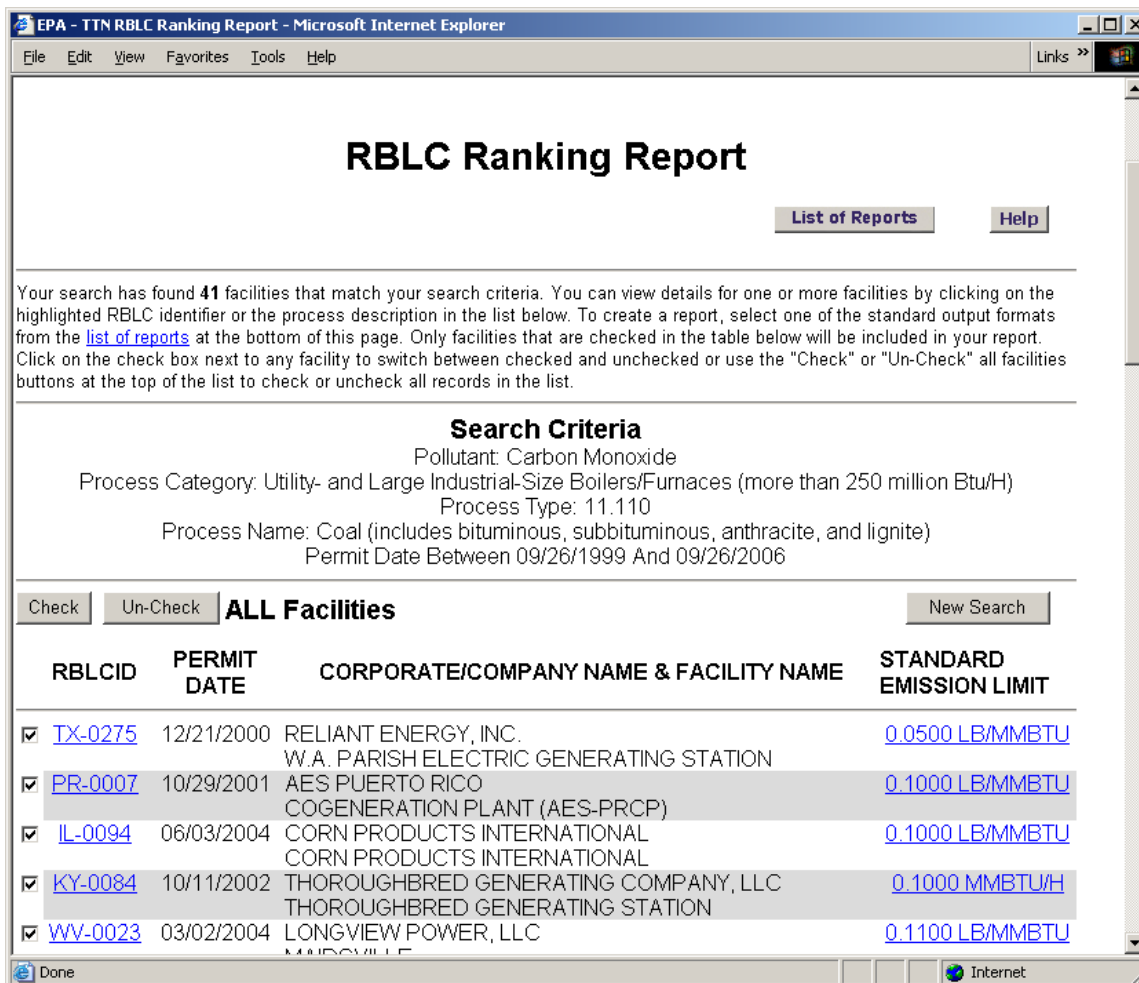 EPA - TTN RBLC Ranking Report - Microsoft Internet Explorer
File Edit View Favorites Tools Help Links »
RBLC Ranking Report
List of Reports Help
Your search has found 41 facilities that match your search criteria. You can view details for one or more facilities by clicking on the
highlighted RBLC identifier or the process description in the list below. To create a report, select one of the standard output formats
from the list of reports at the bottom of this page. Only facilities that are checked in the table below will be included in your report.
Click on the check box next to any facility to switch between checked and unchecked or use the "Check" or "Un-Check" all facilities
buttons at the top of the list to check or uncheck all records in the list.
Search Criteria
Pollutant: Carbon Monoxide
Process Category: Utility- and Large Industrial-Size Boilers/Furnaces (more than 250 million Btu/H)
Process Type: 11.110
Process Name: Coal (includes bituminous, subbituminous, anthracite, and lignite)
Permit Date Between 09/26/1999 And 09/26/2006
Check Un-Check ALL Facilities New Search
RBLCID PERMIT DATE CORPORATE/COMPANY NAME & FACILITY NAME STANDARD EMISSION LIMIT
TX-0275 12/21/2000 RELIANT ENERGY, INC. 0.0500 LB/MMBTU
W.A. PARISH ELECTRIC GENERATING STATION
PR-0007 10/29/2001 AES PUERTO RICO 0.1000 LB/MMBTU
COGENERATION PLANT (AES-PRCP)
IL-0094 06/03/2004 CORN PRODUCTS INTERNATIONAL 0.1000 LB/MMBTU
CORN PRODUCTS INTERNATIONAL
KY-0084 10/11/2002 THOROUGHBRED GENERATING COMPANY, LLC 0.1000 MMBTU/H
THOROUGHBRED GENERATING STATION
WV-0023 03/02/2004 LONGVIEW POWER, LLC 0.1100 LB/MMBTU
Done Internet